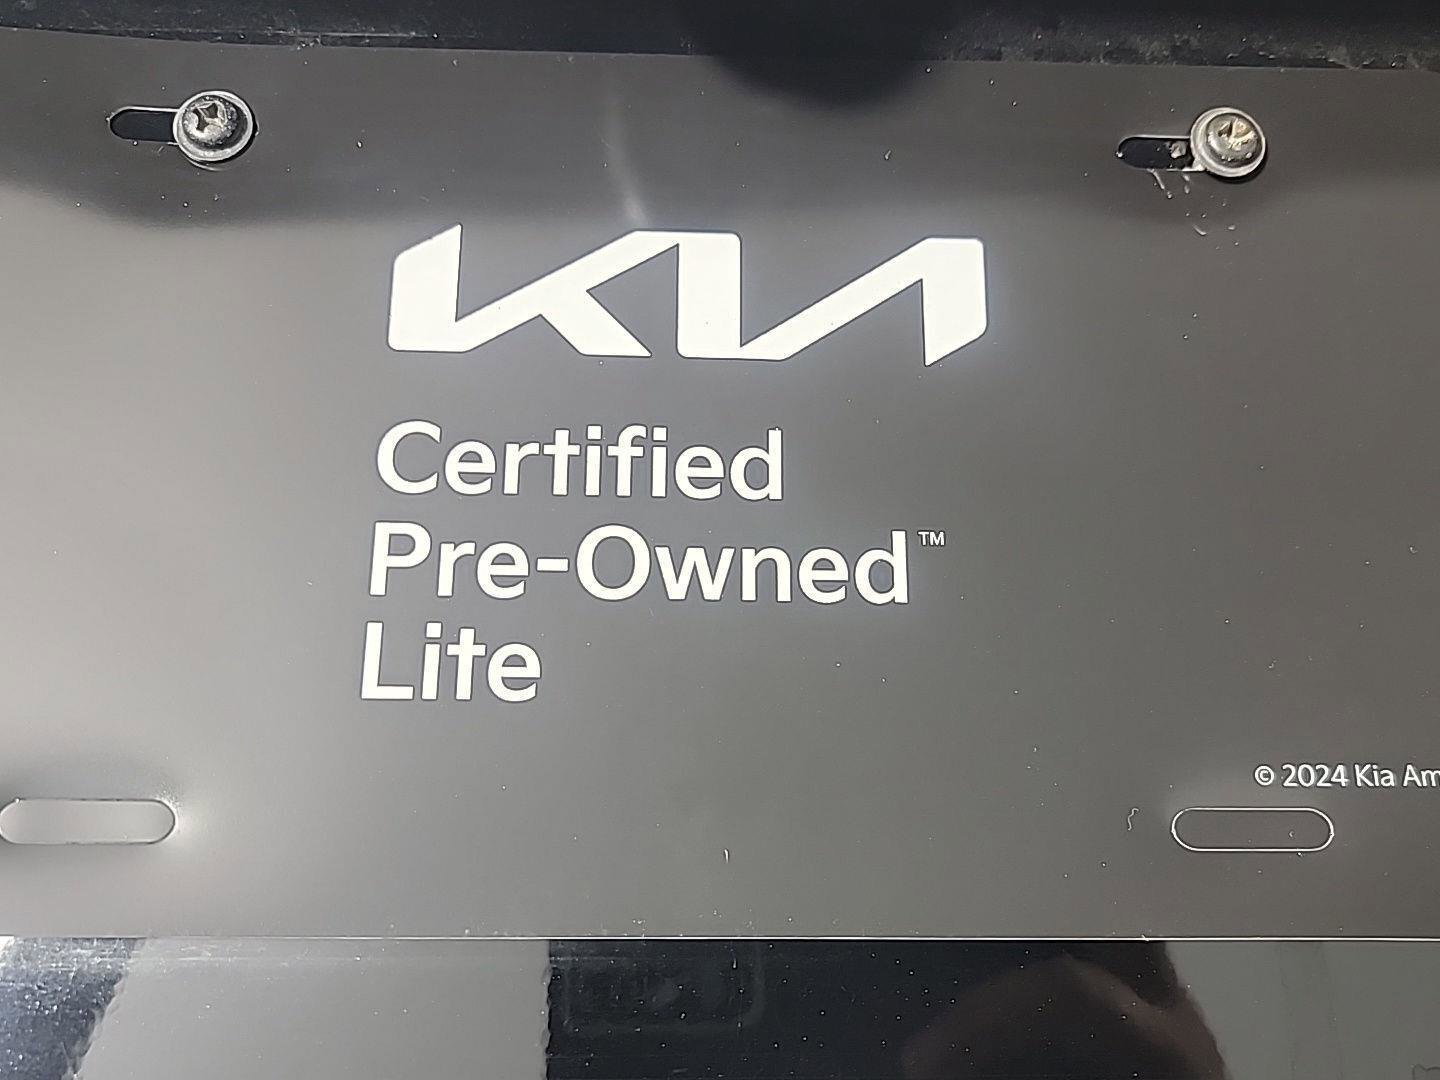 KIA
Certified
Pre-Owned™
Lite
© 2024 Kia Am